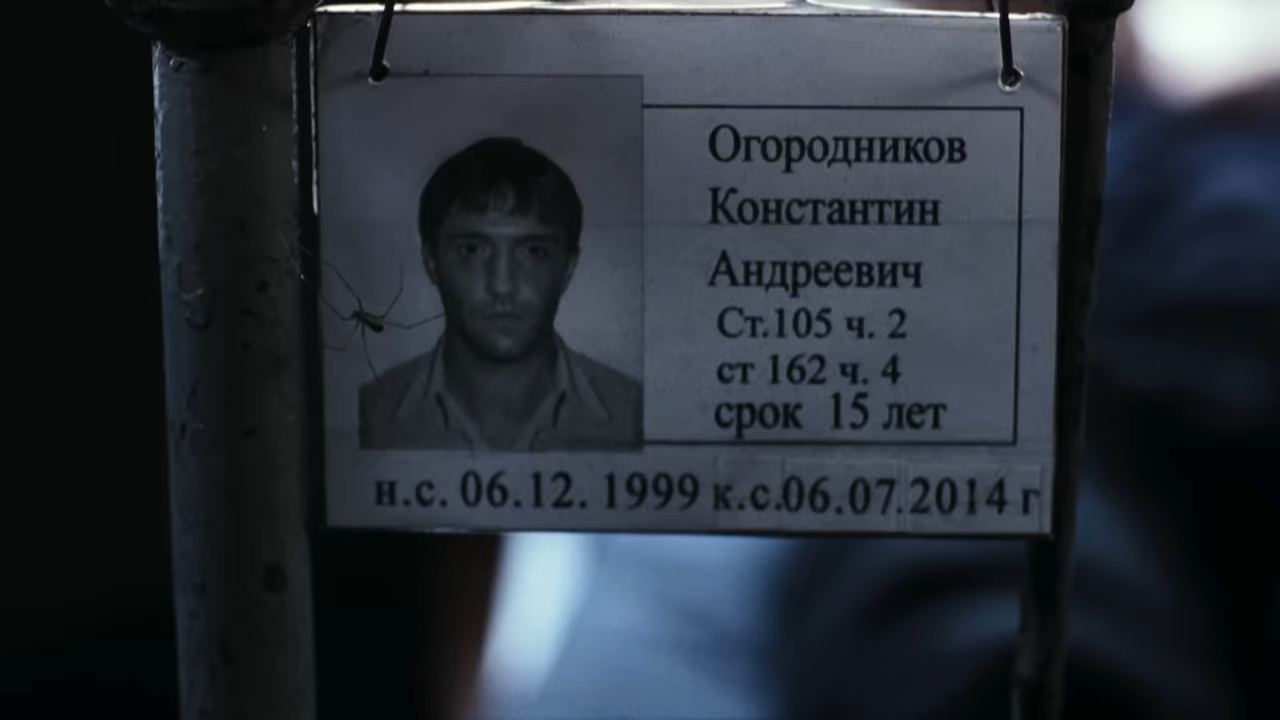 Огородников
Константин
Андреевич
Ст.105 ч. 2
ст 162 ч. 4
срок 15 лет
н.с. 06.12. 1999 к.с.06.07.2014 г